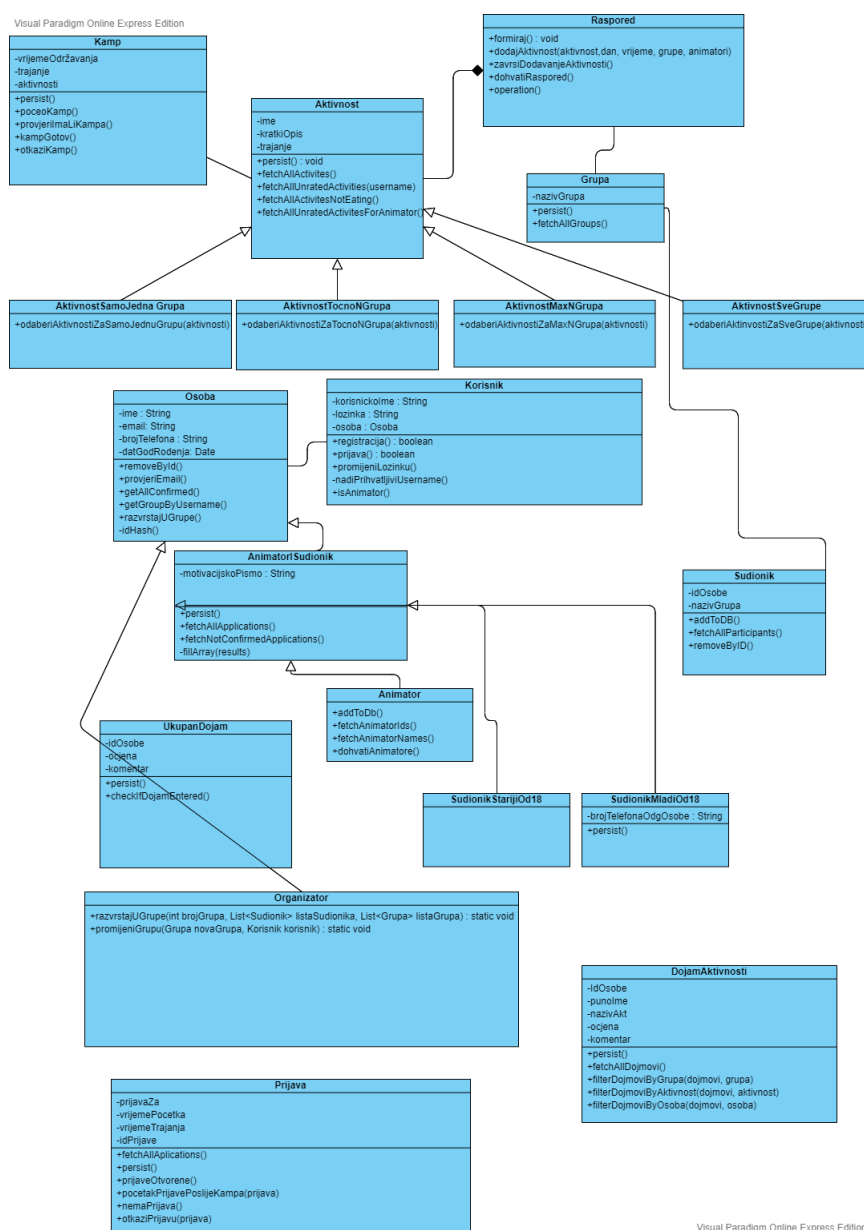 Visual Paradigm Online Express Edition
Kamp
-vrijemeOdržavanja
-trajanje
-aktivnosti
+persist()
+poceoKamp()
+provjeriImaLiKampa()
+kampGotov()
+otkaziKamp()
Raspored
+formiraj() : void
+dodajAktivnost(aktivnost,dan, vrijeme, grupe, animatori)
+zavrsiDodavanjeAktivnosti()
+dohvatiRaspored()
+operation()
Aktivnost
-ime
-kratkiOpis
-trajanje
+persist() : void
+fetchAllActivites()
+fetchAllUnratedActivities(username)
+fetchAllActivitesNotEating()
+fetchAllUnratedActivitesForAnimator()
Grupa
-nazivGrupa
+persist()
+fetchAllGroups()
AktivnostSamoJedna Grupa
+odaberiAktivnostiZaSamoJednuGrupu(aktivnosti)
AktivnostTocnoNGrupa
+odaberiAktivnostiZaTocnoNGrupa(aktivnosti)
AktivnostMaxNGrupa
+odaberiAktivnostiZaMaxNGrupa(aktivnosti)
AktivnostSveGrupe
+odaberiAktinvostiZaSveGrupe(aktivnosti
Osoba
-ime : String
-email: String
-brojTelefona : String
-datGodRodenja: Date
+removeById()
+provjeriEmail()
+getAllConfirmed()
+getGroupByUsername()
+razvrstajUGrupe()
-idHash()
Korisnik
-korisnickoIme : String
-lozinka : String
-osoba : Osoba
+registracija() : boolean
+prijava() : boolean
+promijeniLozinku()
-nadiPrihvatljiviUsername()
+isAnimator()
AnimatorISudionik
-motivacijskoPismo : String
+persist()
+fetchAllApplications()
+fetchNotConfirmedApplications()
-fillArray(results)
Sudionik
-idOsobe
-nazivGrupa
+addToDB()
+fetchAllParticipants()
+removeByID()
Animator
+addToDb()
+fetchAnimatorIds()
+fetchAnimatorNames()
+dohvatiAnimatore()
UkupanDojam
-idOsobe
-ocjena
-komentar
+persist()
+checkIfDojamEntered()
SudionikStarijiOd18
SudionikMladiOd18
-brojTelefonaOdgOsobe : String
+persist()
Organizator
+razvrstajUGrupe(int brojGrupa, List<Sudionik> listaSudionika, List<Grupa> listaGrupa) : static void
+promijeniGrupu(Grupa novaGrupa, Korisnik korisnik) : static void
DojamAktivnosti
-IdOsobe
-punoIme
-nazivAkt
-ocjena
-komentar
+persist()
+fetchAllDojmovi()
+filterDojmoviByGrupa(dojmovi, grupa)
+filterDojmoviByAktivnost(dojmovi, aktivnost)
+filterDojmoviByOsoba(dojmovi, osoba)
Prijava
-prijavaZa
-vrijemePocetka
-vrijemeTrajanja
-idPrijave
+fetchAllAplications()
+persist()
+prijaveOtvorene()
+pocetakPrijavePoslijeKampa(prijava)
+nemaPrijava()
+otkaziPrijavu(prijava)
Visual Paradigm Online Express Edition